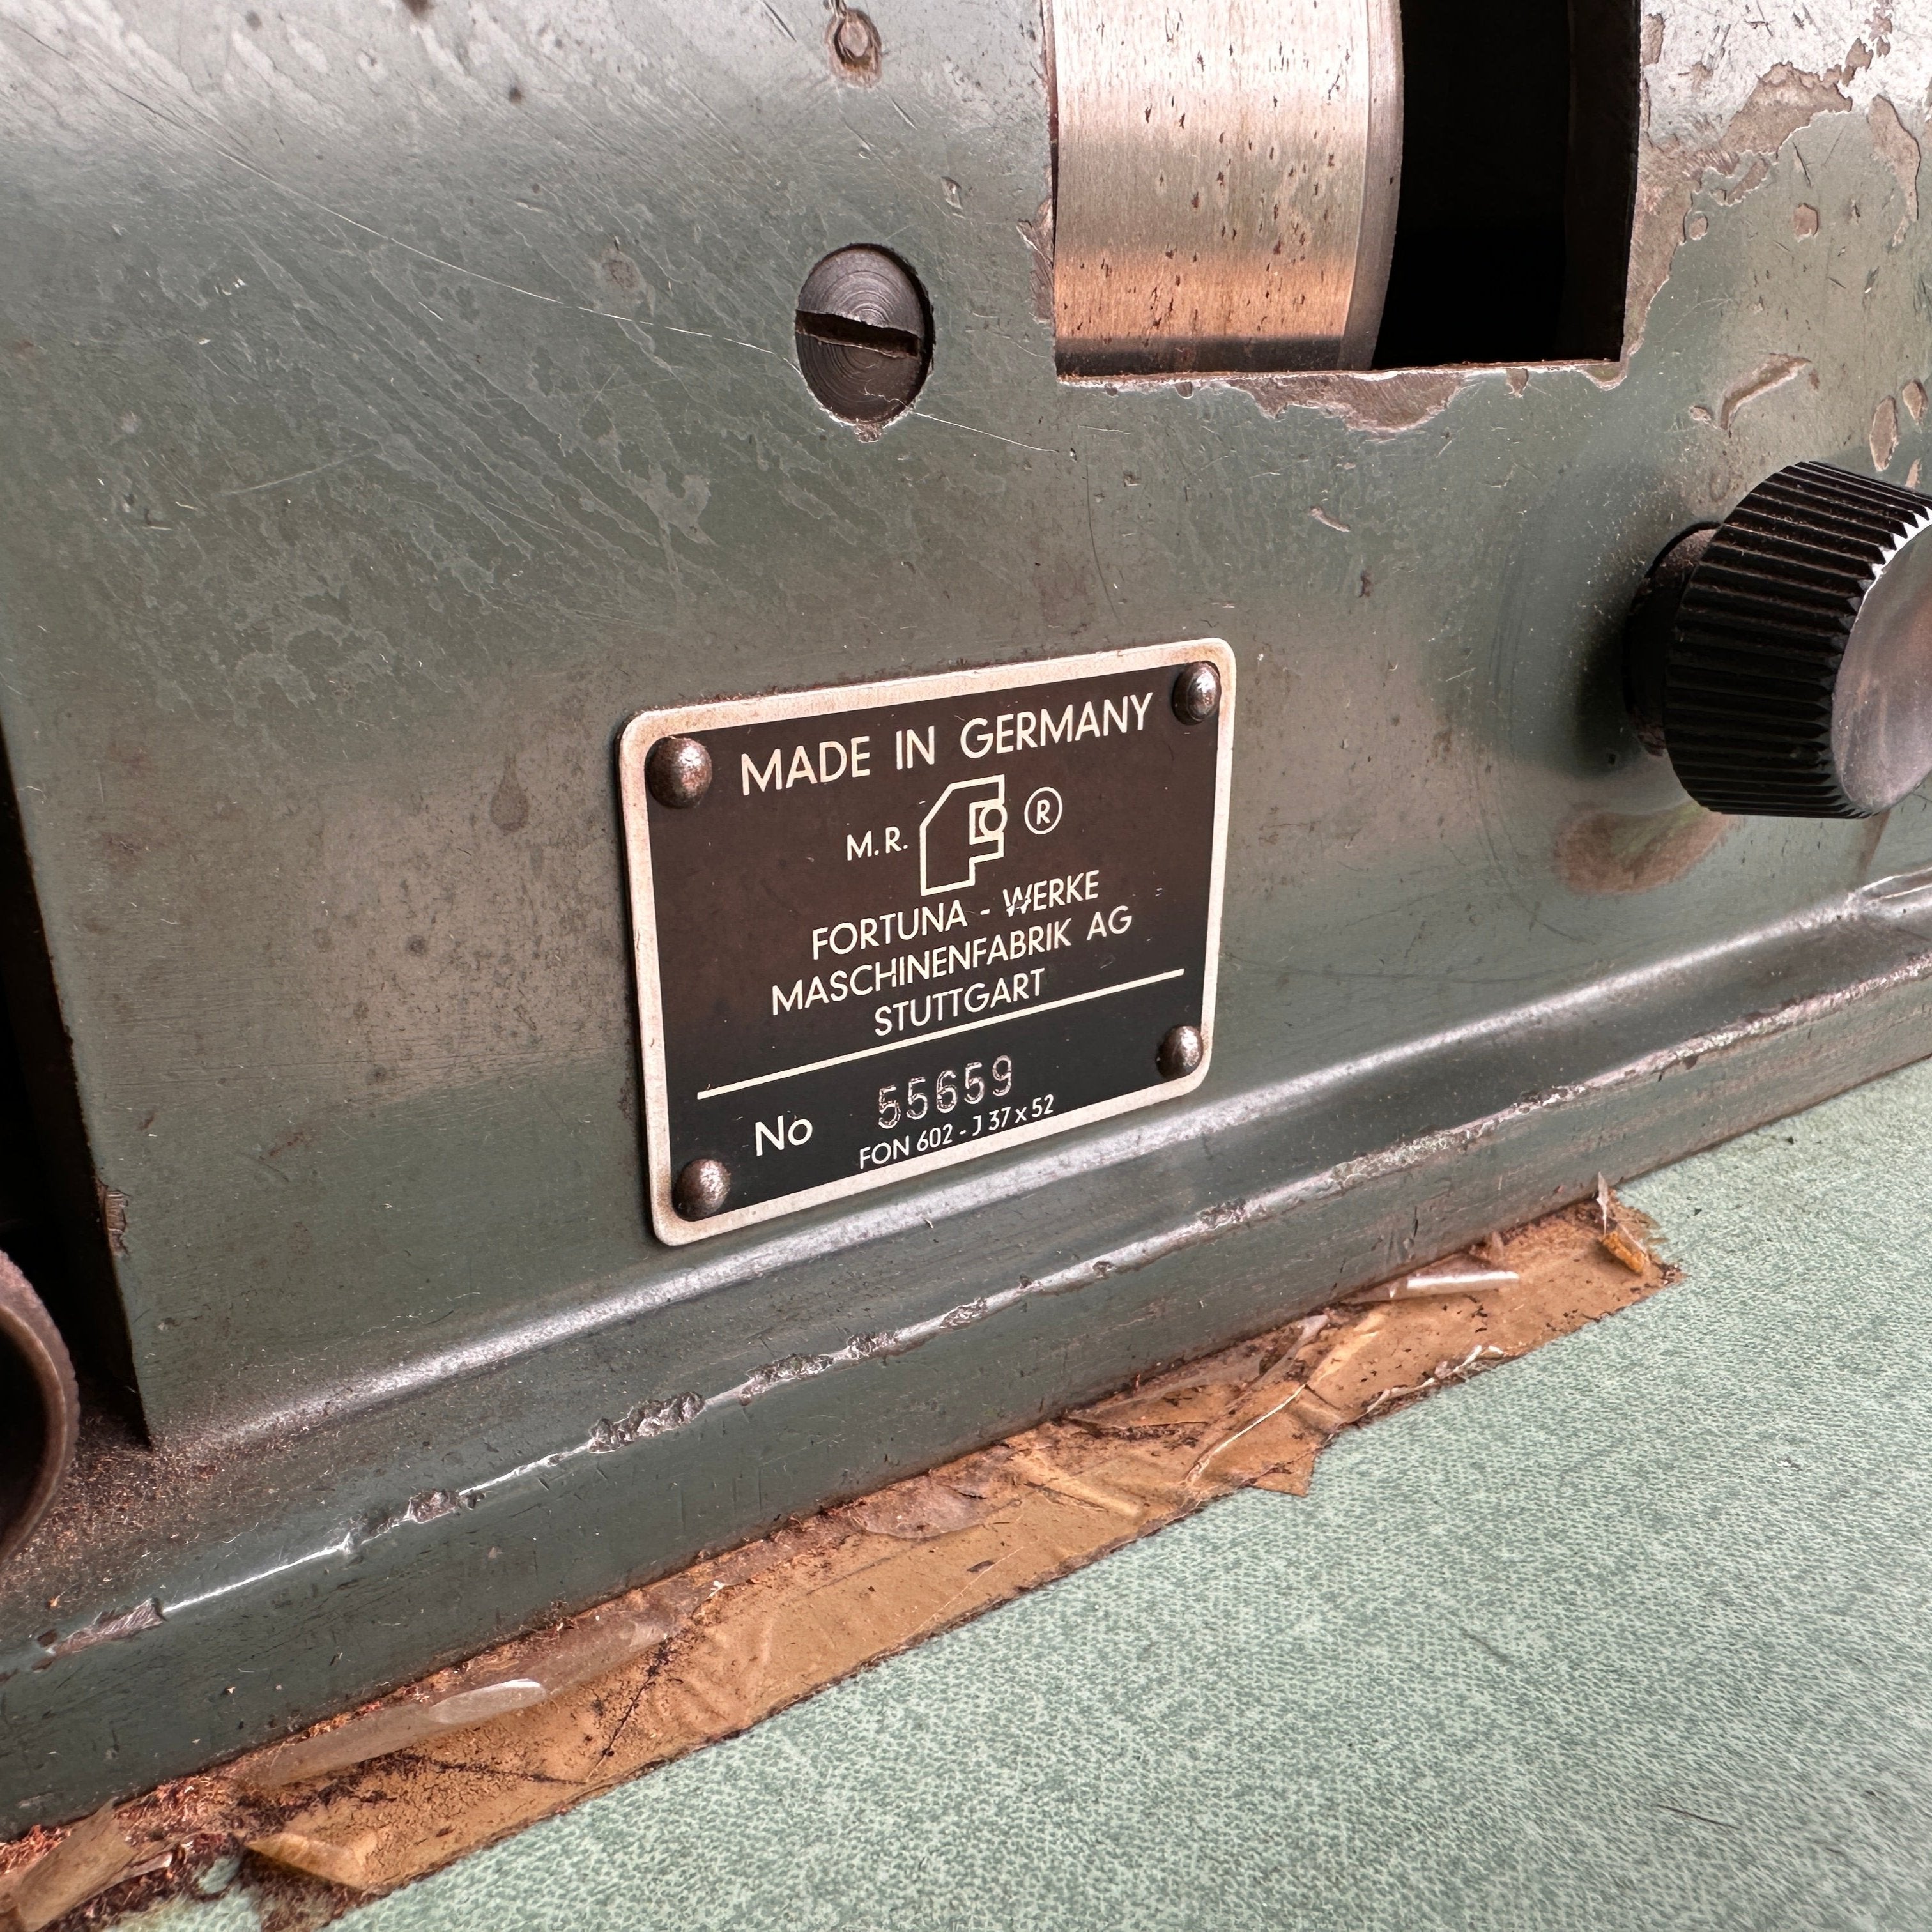 MADE IN GERMANY
M.R. F ®
FORTUNA - WERKE
MASCHINENFABRIK AG
STUTTGART
No 55659
FON 602 - J 37 x 52